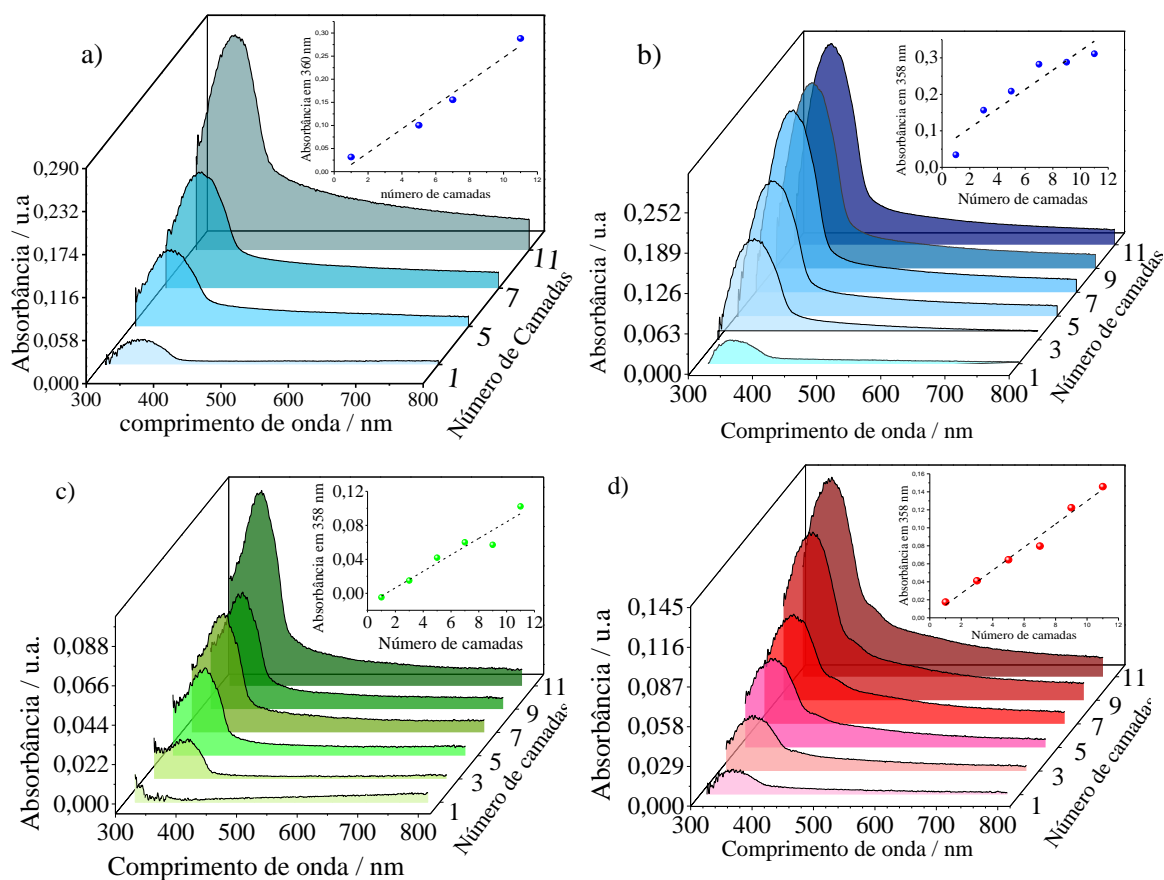 a)
Absorbância em 360 nm
0,30
0,25
0,20
0,15
0,10
0,05
0,00
0 2 4 6 8 10 12
número de camadas
Absorbância / u.a
0,290
0,232
0,174
0,116
0,058
0,000
300 400 500 600 700 800
comprimento de onda / nm
1
5
7
11
Número de Camadas
b)
Absorbância em 358 nm
0,3
0,2
0,1
0,0
0 2 4 6 8 10 12
Número de camadas
Absorbância / u.a
0,252
0,189
0,126
0,063
0,000
300 400 500 600 700 800
Comprimento de onda / nm
1
3
5
7
9
11
Número de camadas
c)
Absorbância em 358 nm
0,12
0,08
0,04
0,00
0 2 4 6 8 10 12
Número de camadas
Absorbância / u.a.
0,088
0,066
0,044
0,022
0,000
300 400 500 600 700 800
Comprimento de onda / nm
1
3
5
7
9
11
Número de camadas
d)
Absorbância em 358 nm
0,16
0,14
0,12
0,10
0,08
0,06
0,04
0,02
0,00
0 2 4 6 8 10 12
Número de camadas
Absorbância / u.a
0,145
0,116
0,087
0,058
0,029
0,000
300 400 500 600 700 800
Comprimento de onda / nm
1
3
5
7
9
11
Número de camadas